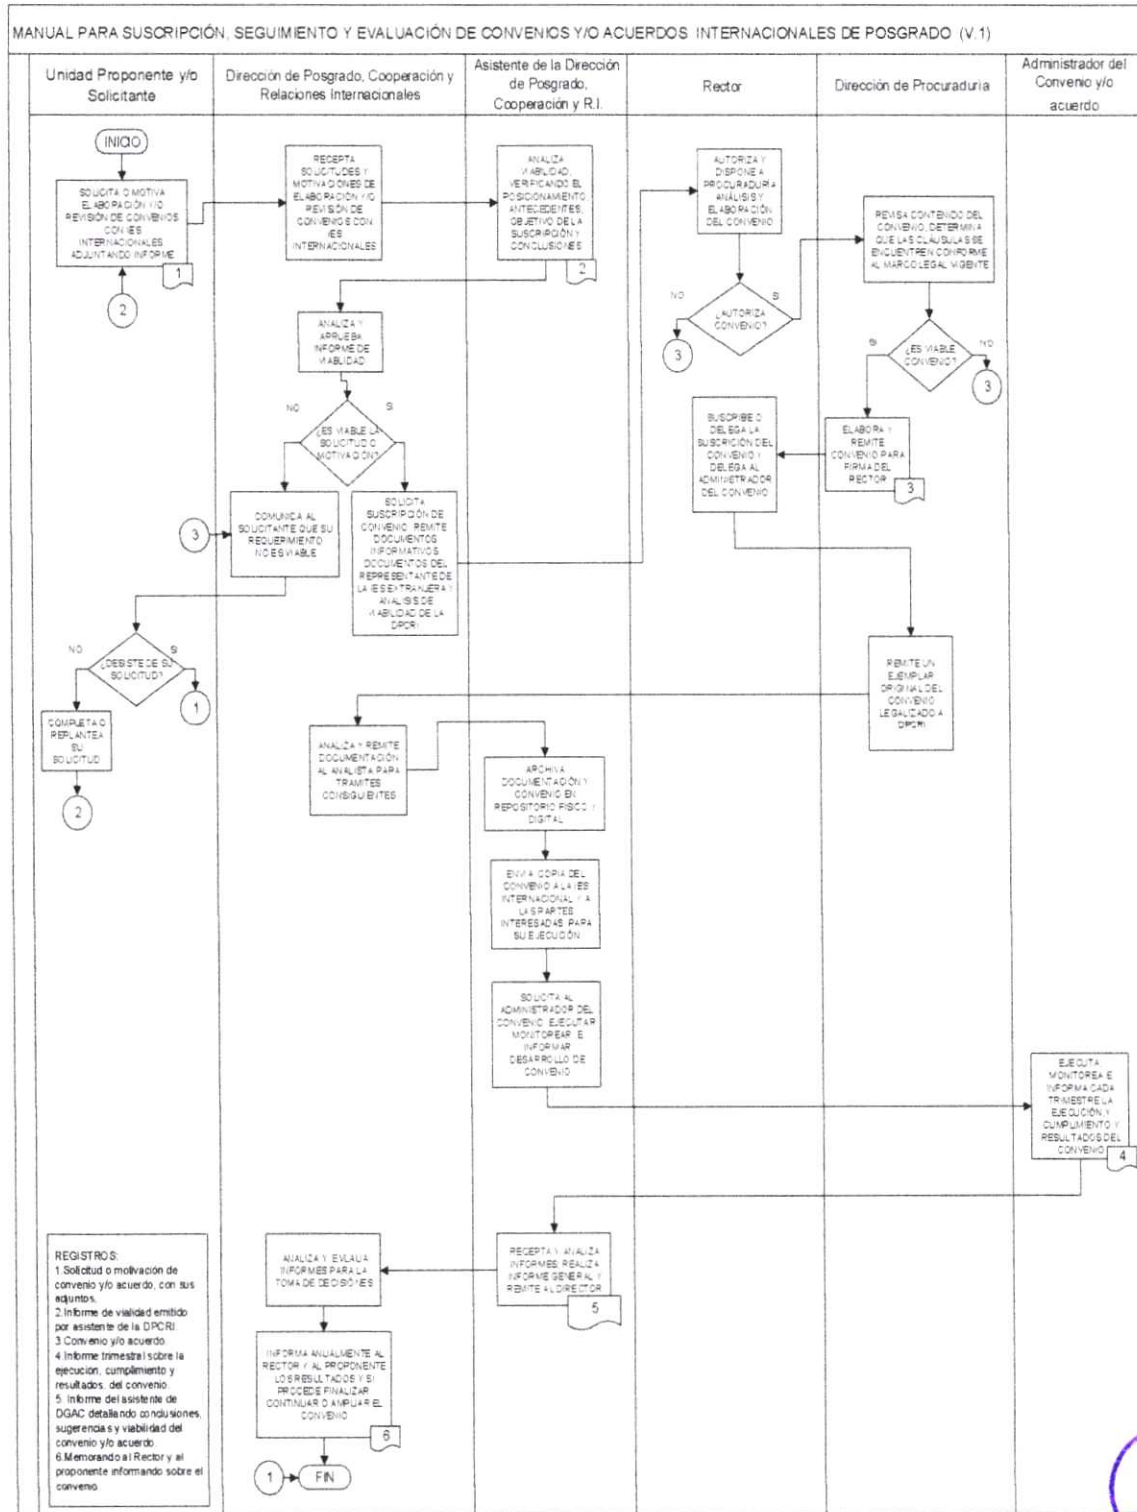 MANUAL PARA SUSCRIPCIÓN, SEGUIMIENTO Y EVALUACIÓN DE CONVENIOS Y/O ACUERDOS INTERNACIONALES DE POSGRADO (V.1)
Unidad Proponente y/o
Solicitante
Dirección de Posgrado, Cooperación y
Relaciones Internacionales
Asistente de la Dirección
de Posgrado,
Cooperación y R.I.
Rector
Dirección de Procuraduria
Administrador del
Convenio y/o
acuerdo
INICIO
SOLICITA O MOTIVA
ELABORACIÓN Y/O
REVISIÓN DE CONVENIOS
CON IES
INTERNACIONALES
ADJUNTANDO INFORME
1
2
RECEPTA
SOLICITUDES Y
MOTIVACIONES DE
ELABORACIÓN Y/O
REVISIÓN DE
CONVENIOS CON
IES
INTERNACIONALES
ANALIZA
VIABILIDAD,
VERIFICANDO EL
POSICIONAMIENTO,
ANTECEDENTES,
OBJETIVO DE LA
SUSCRIPCIÓN Y
CONCLUSIONES
2
AUTORIZA Y
DISPONE A
PROCURADURÍA
ANÁLISIS Y
ELABORACIÓN
DEL CONVENIO
REVISA CONTENIDO DEL
CONVENIO, DETERMINA
QUE LAS CLÁUSULAS SE
ENCUENTREN CONFORME
AL MARCO LEGAL VIGENTE
ANALIZA Y
APRUEBA
INFORME DE
VIABLIDAD
NO
SI
¿AUTORIZA
CONVENIO?
3
SI
NO
¿ES VIABLE
CONVENIO?
3
NO
SI
¿ES VIABLE LA
SOLICITUD O
MOTIVACIÓN?
SUSCRIBE O
DELEGA LA
SUSCRICIÓN DEL
CONVENIO Y
DELEGA AL
ADMINISTRADOR
DEL CONVENIO
ELABORA Y
REMITE
CONVENIO PARA
FIRMA DEL
RECTOR
3
3
COMUNICA AL
SOLICITANTE QUE SU
REQUERIMIENTO
NO ES VIABLE
SOLICITA
SUSCRIPCIÓN DE
CONVENIO, REMITE
DOCUMENTOS
INFORMATIVOS
DOCUMENTOS DEL
REPRESENTANTE DE
LA IES EXTRANJERA Y
ANÁLISIS DE
VIABILIDAD DE LA
DPCRI
NO
SI
¿DESISTE DE SU
SOLICITUD?
1
COMPLETA O
REPLANTEA
SU
SOLICITUD
2
REMITE UN
EJEMPLAR
ORIGINAL DEL
CONVENIO
LEGALIZADO A
DPCRI
ANALIZA Y REMITE
DOCUMENTACIÓN
AL ANALISTA PARA
TRÁMITES
CONSIGUIENTES
ARCHIVA
DOCUMENTACIÓN Y
CONVENIO EN
REPOSITORIO FISICO Y
DIGITAL
ENVIA COPIA DEL
CONVENIO A LA IES
INTERNACIONAL Y A
LAS PARTES
INTERESADAS PARA
SU EJECUCIÓN
SOLICITA AL
ADMINISTRADOR DEL
CONVENIO EJECUTAR
MONITOREAR E
INFORMAR
DESARROLLO DE
CONVENIO
EJECUTA,
MONITOREA E
INFORMA CADA
TRIMESTRE LA
EJECUCIÓN, Y
CUMPLIMIENTO Y
RESULTADOS DEL
CONVENIO
4
RECEPTA Y ANALIZA
INFORMES, REALIZA
INFORME GENERAL Y
REMITE AL DIRECTOR
5
ANALIZA Y EVLALIA
INFORMES PARA LA
TOMA DE DECISIÓNES
INFORMA ANUALMENTE AL
RECTOR Y AL PROPONENTE
LOS RESULTADOS Y SI
PROCEDE FINALIZAR
CONTINUAR O AMPLIAR EL
CONVENIO
6
1
FIN
REGISTROS:
1.Solicitud o motivación de
convenio y/o acuerdo, con sus
adjuntos.
2.Informe de vialidad emitido
por asistente de la DPCRI.
3.Convenio y/o acuerdo.
4.Informe trimestral sobre la
ejecución, cumplimiento y
resultados, del convenio.
5. Informe del asistente de
DGAC detallando conclusiones,
sugerencias y viabilidad del
convenio y/o acuerdo.
6.Memorando al Rector y al
proponente informando sobre el
convenio.